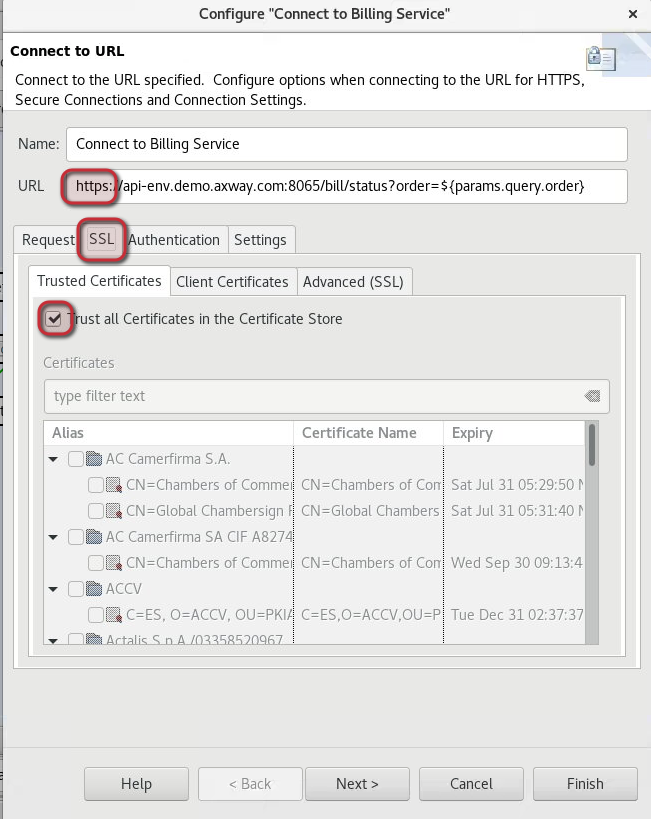 Configure "Connect to Billing Service"
Connect to URL
Connect to the URL specified. Configure options when connecting to the URL for HTTPS,
Secure Connections and Connection Settings.
Name: Connect to Billing Service
URL https://api-env.demo.axway.com:8065/bill/status?order=${params.query.order}
Request SSL Authentication Settings
Trusted Certificates Client Certificates Advanced (SSL)
Trust all Certificates in the Certificate Store
Certificates
type filter text
Alias Certificate Name Expiry
AC Camerfirma S.A.
CN=Chambers of Comme CN=Chambers of Com Sat Jul 31 05:29:50
CN=Global Chambersign CN=Global Chambers Sat Jul 31 05:31:40
AC Camerfirma SA CIF A8274
CN=Chambers of Comme CN=Chambers of Com Wed Sep 30 09:13:4
ACCV
C=ES, O=ACCV, OU=PKIA C=ES,O=ACCV,OU=P Tue Dec 31 02:37:37
Actalis S.p.A./03358520967
Help < Back Next > Cancel Finish